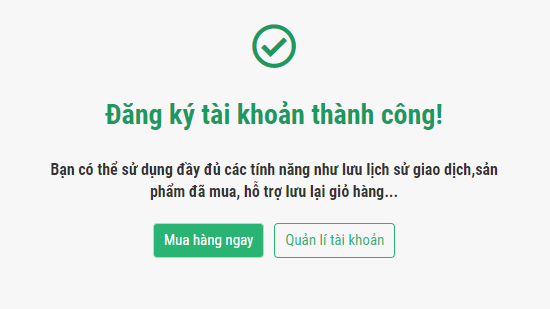 Đăng ký tài khoản thành công!
Bạn có thể sử dụng đầy đủ các tính năng như lưu lịch sử giao dịch,sản
phẩm đã mua, hỗ trợ lưu lại giỏ hàng...
Mua hàng ngay
Quản lí tài khoản